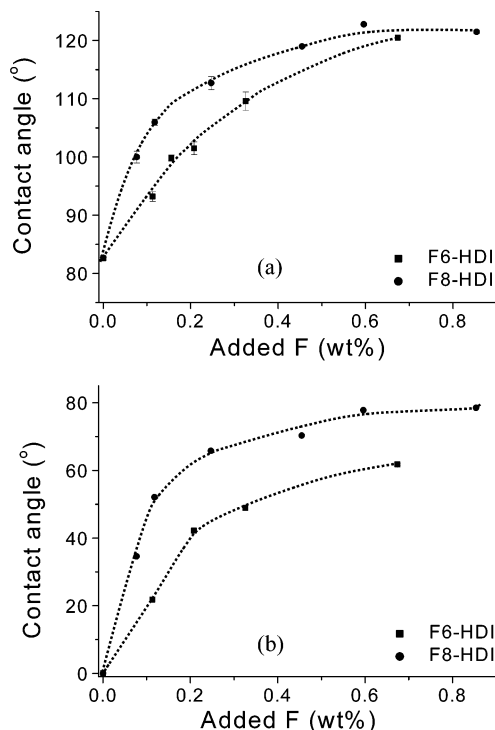 Contact angle (°)
120
110
100
90
80
(a)
F6-HDI
F8-HDI
0.0 0.2 0.4 0.6 0.8
Added F (wt%)
Contact angle (°)
80
60
40
20
0
(b)
F6-HDI
F8-HDI
0.0 0.2 0.4 0.6 0.8
Added F (wt%)